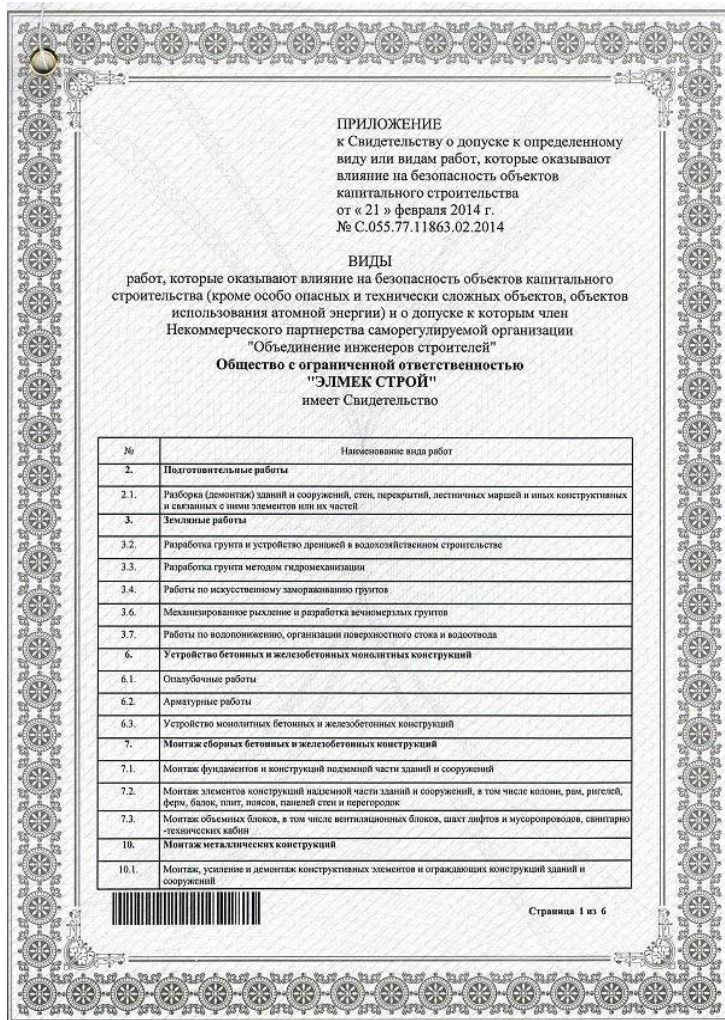 ПРИЛОЖЕНИЕ
к Свидетельству о допуске к определенному
виду или видам работ, которые оказывают
влияние на безопасность объектов
капитального строительства
от « 21 » февраля 2014 г.
№ С.055.77.11863.02.2014
ВИДЫ
работ, которые оказывают влияние на безопасность объектов капитального
строительства (кроме особо опасных и технически сложных объектов, объектов
использования атомной энергии) и о допуске к которым член
Некоммерческого партнерства саморегулируемой организации
"Объединение инженеров строителей"
Общество с ограниченной ответственностью
"ЭЛМЕК СТРОЙ"
имеет Свидетельство
№ Наименование вида работ
2. Подготовительные работы
2.1. Разборка (демонтаж) зданий и сооружений, стен, перекрытий, лестничных маршей и иных конструктивных
и связанных с ними элементов или их частей
3. Земляные работы
3.2. Разработка грунта и устройство дренажей в водохозяйственном строительстве
3.3. Разработка грунта методом гидромеханизации
3.4. Работы по искусственному замораживанию грунтов
3.6. Механизированное рыхление и разработка вечномерзлых грунтов
3.7. Работы по водопонижению, организации поверхностного стока и водоотвода
6. Устройство бетонных и железобетонных монолитных конструкций
6.1. Опалубочные работы
6.2. Арматурные работы
6.3. Устройство монолитных бетонных и железобетонных конструкций
7. Монтаж сборных бетонных и железобетонных конструкций
7.1. Монтаж фундаментов и конструкций подземной части зданий и сооружений
7.2. Монтаж элементов конструкций надземной части зданий и сооружений, в том числе колонн, рам, ригелей,
ферм, балок, плит, поясов, панелей стен и перегородок
7.3. Монтаж объемных блоков, в том числе вентиляционных блоков, шахт лифтов и мусоропроводов, санитарно
-технических кабин
10. Монтаж металлических конструкций
10.1. Монтаж, усиление и демонтаж конструктивных элементов и ограждающих конструкций зданий и
сооружений
Страница 1 из 6